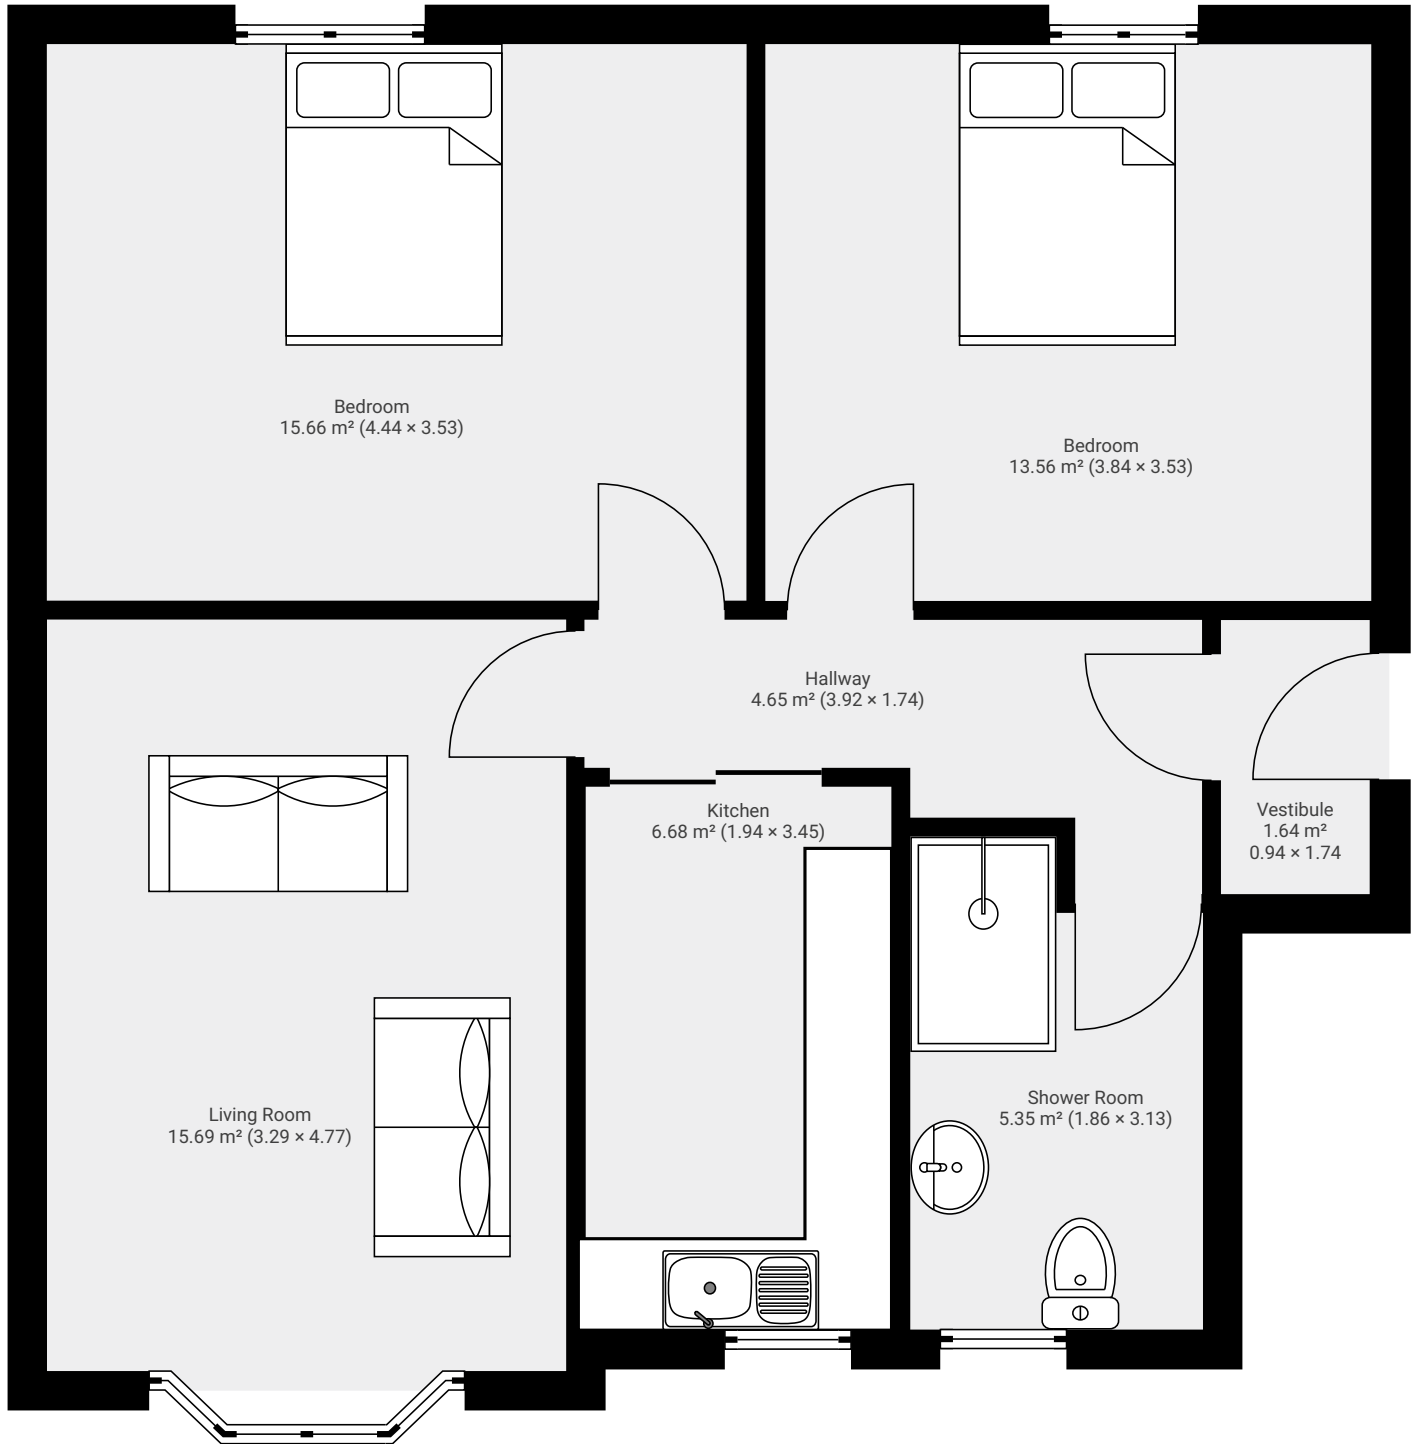 Bedroom
15.66 m² (4.44 × 3.53)
Bedroom
13.56 m² (3.84 × 3.53)
Hallway
4.65 m² (3.92 × 1.74)
Kitchen
6.68 m² (1.94 × 3.45)
Vestibule
1.64 m²
0.94 × 1.74
Living Room
15.69 m² (3.29 × 4.77)
Shower Room
5.35 m² (1.86 × 3.13)